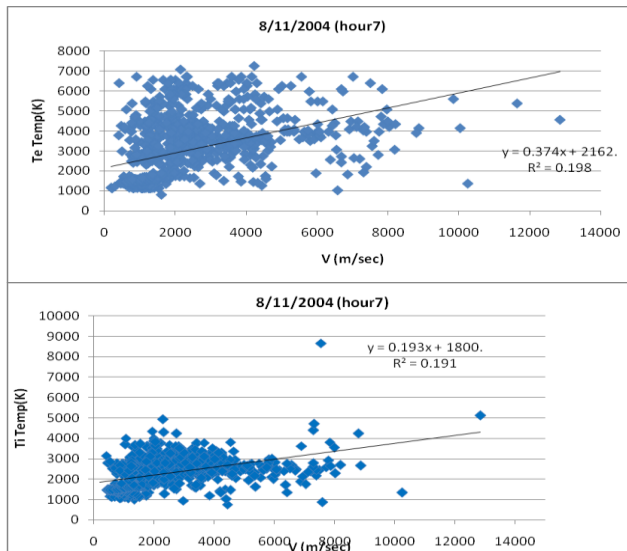 8/11/2004 (hour7)
8000
7000
6000
5000
4000
3000
2000
1000
0
Te Temp(K)
y = 0.374x + 2162.
R² = 0.198
0 2000 4000 6000 8000 10000 12000 14000
V (m/sec)
8/11/2004 (hour7)
10000
9000
8000
7000
6000
5000
4000
3000
2000
1000
0
Ti Temp(K)
y = 0.193x + 1800.
R² = 0.191
0 2000 4000 6000 8000 10000 12000 14000
V (m/sec)